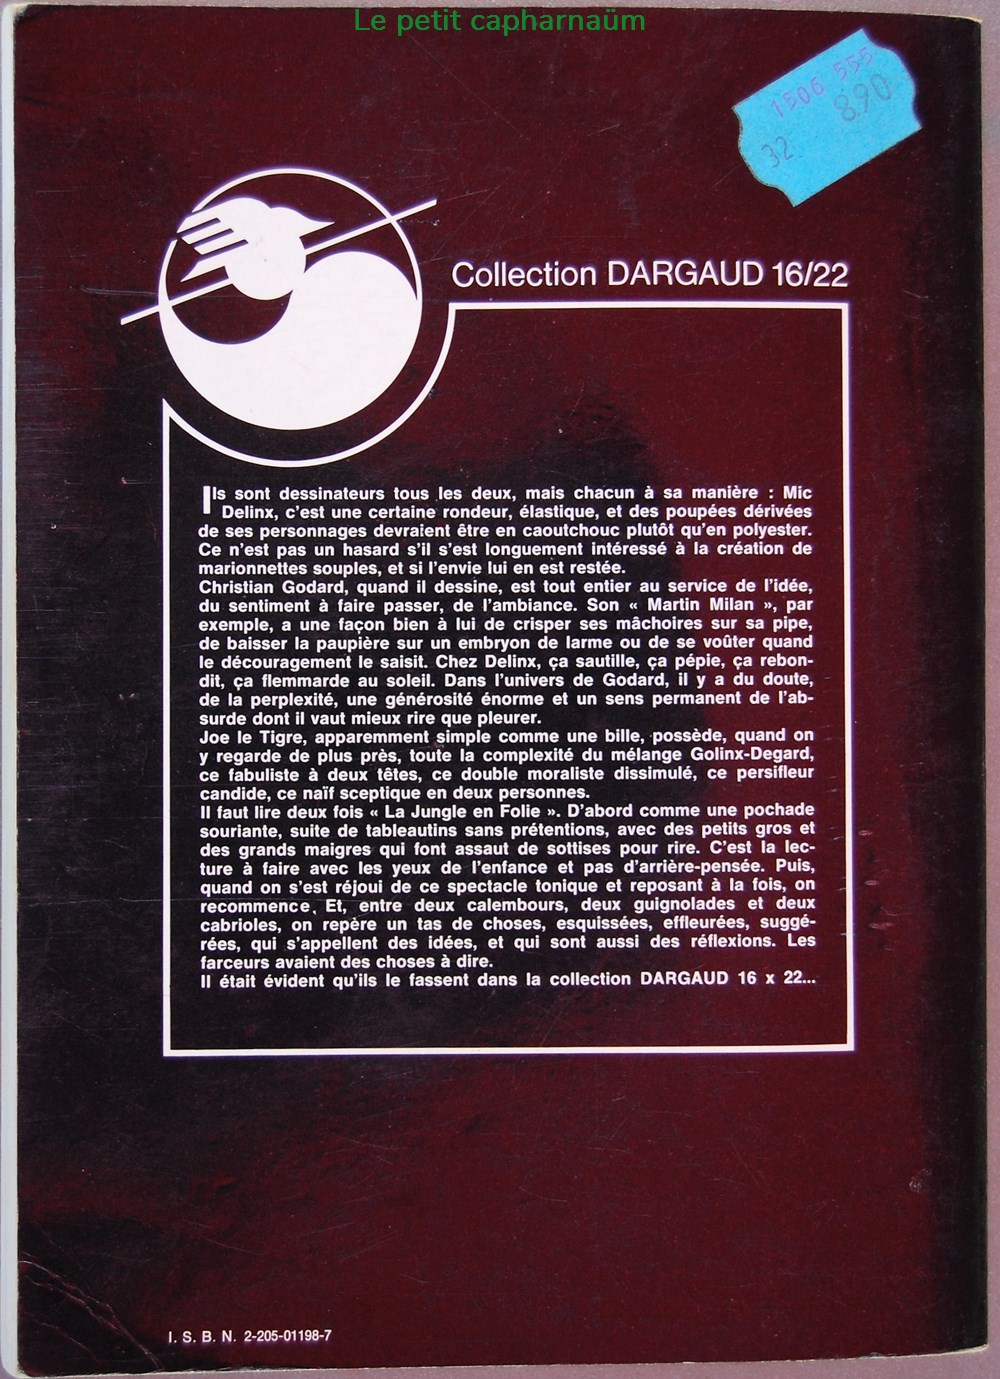 Le petit capharnaüm
1506 555
8.90
32
Collection DARGAUD 16/22
Ils sont dessinateurs tous les deux, mais chacun à sa manière : Mic
Delinx, c'est une certaine rondeur, élastique, et des poupées dérivées
de ses personnages devraient être en caoutchouc plutôt qu'en polyester.
Ce n'est pas un hasard s'il s'est longuement intéressé à la création de
marionnettes souples, et si l'envie lui en est restée.
Christian Godard, quand il dessine, est tout entier au service de l'idée,
du sentiment à faire passer, de l'ambiance. Son « Martin Milan », par
exemple, a une façon bien à lui de crisper ses mâchoires sur sa pipe,
de baisser la paupière sur un embryon de larme ou de se voûter quand
le découragement le saisit. Chez Delinx, ça sautille, ça pépie, ça rebon-
dit, ça flemmarde au soleil. Dans l'univers de Godard, il y a du doute,
de la perplexité, une générosité énorme et un sens permanent de l'ab-
surde dont il vaut mieux rire que pleurer.
Joe le Tigre, apparemment simple comme une bille, possède, quand on
y regarde de plus près, toute la complexité du mélange Golinx-Degard,
ce fabuliste à deux têtes, ce double moraliste dissimulé, ce persifleur
candide, ce naïf sceptique en deux personnes.
Il faut lire deux fois « La Jungle en Folie ». D'abord comme une pochade
souriante, suite de tableautins sans prétentions, avec des petits gros et
des grands maigres qui font assaut de sottises pour rire. C'est la lec-
ture à faire avec les yeux de l'enfance et pas d'arrière-pensée. Puis,
quand on s'est réjoui de ce spectacle tonique et reposant à la fois, on
recommence. Et, entre deux calembours, deux guignolades et deux
cabrioles, on repère un tas de choses, esquissées, effleurées, suggé-
rées, qui s'appellent des idées, et qui sont aussi des réflexions. Les
farceurs avaient des choses à dire.
Il était évident qu'ils le fassent dans la collection DARGAUD 16 x 22...
I. S. B. N. 2-205-01198-7